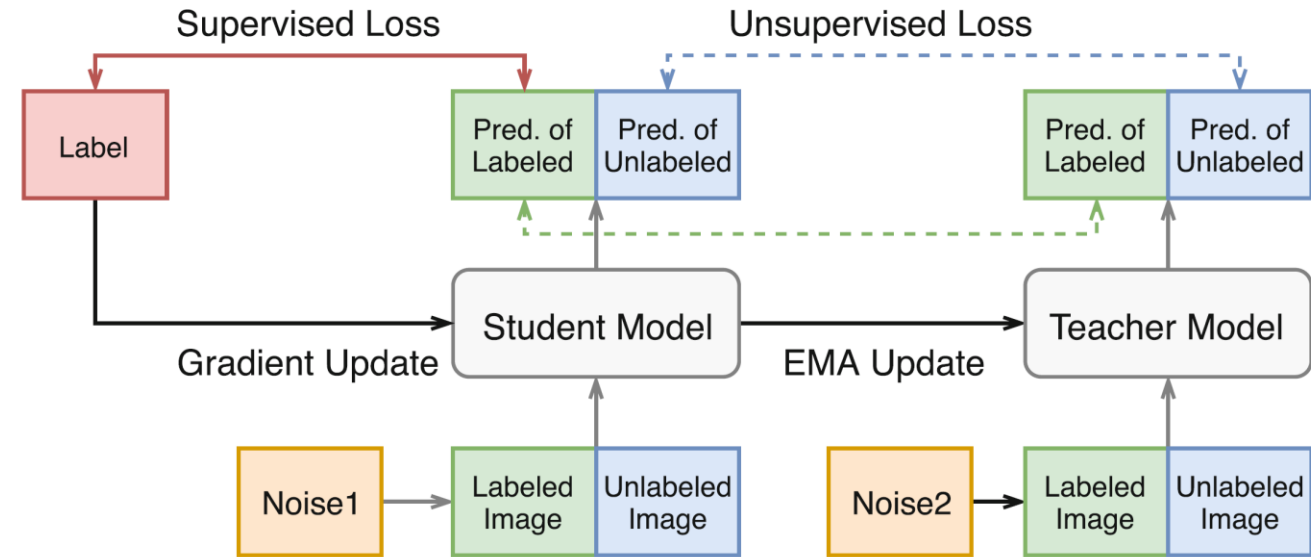 Supervised Loss
Unsupervised Loss
Label
Pred. of
Labeled
Pred. of
Unlabeled
Pred. of
Labeled
Pred. of
Unlabeled
Student Model
Teacher Model
Gradient Update
EMA Update
Noise1
Labeled
Image
Unlabeled
Image
Noise2
Labeled
Image
Unlabeled
Image